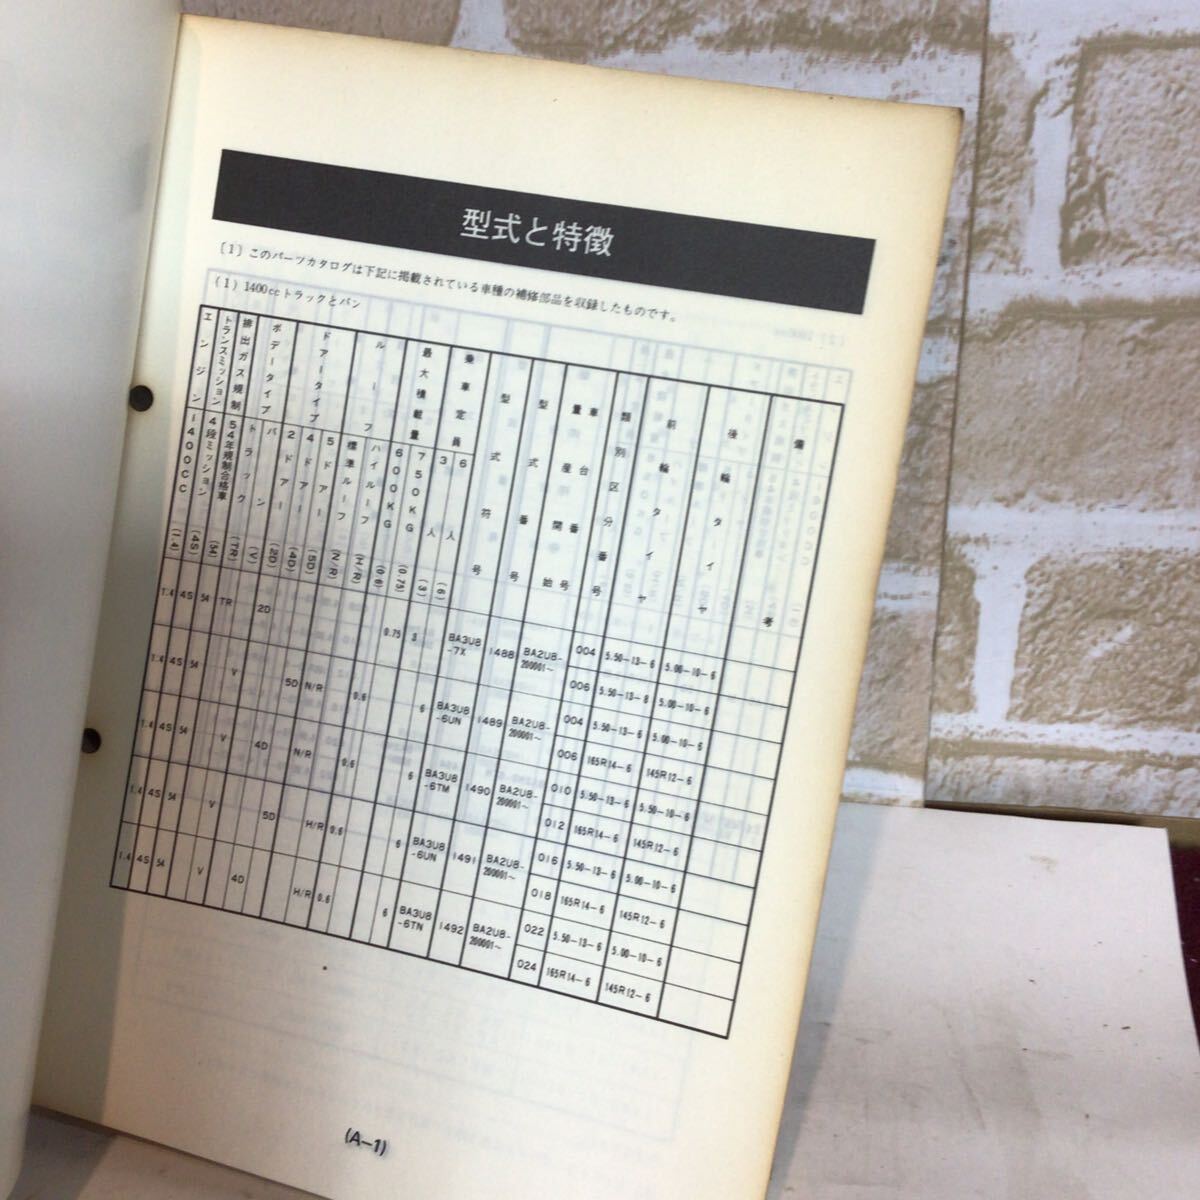 型式と特徴
〔1〕このパーツカタログは下記に掲載されている車種の補修部品を収録したものです。
(1) 1400ccトラックとバン
エンジン 1400CC (1.4)
トランスミッション 4段ミッション (4S)
排出ガス規制 54年規制合格車 (54)
ボデータイプ トラック (TR) バン (V)
ドアータイプ 2ドアー (2D) 4ドアー (4D) 5ドアー (5D)
ルーフ 標準ルーフ (N/R) ハイルーフ (H/R)
最大積載量 600KG (0.6) 750KG (0.75)
乗車定員 3人 (3) 6人 (6)
型式符号
型式番号
車台番号 量産開始
類別区分番号
前輪タイヤ
後輪タイヤ
備考
1.4 4S 54 TR 2D 0.75 3 BA3U8-7X 1488 BA2U8-200001〜 004 5.50-13-6 5.00-10-6
006 5.50-13-8 5.00-10-6
1.4 4S 54 V 5D N/R 0.6 6 BA3U8-6UN 1489 BA2U8-200001〜 004 5.50-13-6 5.00-10-6
006 165R14-6 145R12-6
1.4 4S 54 V 4D N/R 0.6 6 BA3U8-6TM 1490 BA2U8-200001〜 010 5.50-13-6 5.50-10-6
012 165R14-6 145R12-6
1.4 4S 54 V 5D H/R 0.6 6 BA3U8-6UN 1491 BA2U8-200001〜 016 5.50-13-6 5.00-10-6
018 165R14-6 145R12-6
1.4 4S 54 V 4D H/R 0.6 6 BA3U8-6TN 1492 BA2U8-200001〜 022 5.50-13-6 5.00-10-6
024 165R14-6 145R12-6
(A-1)